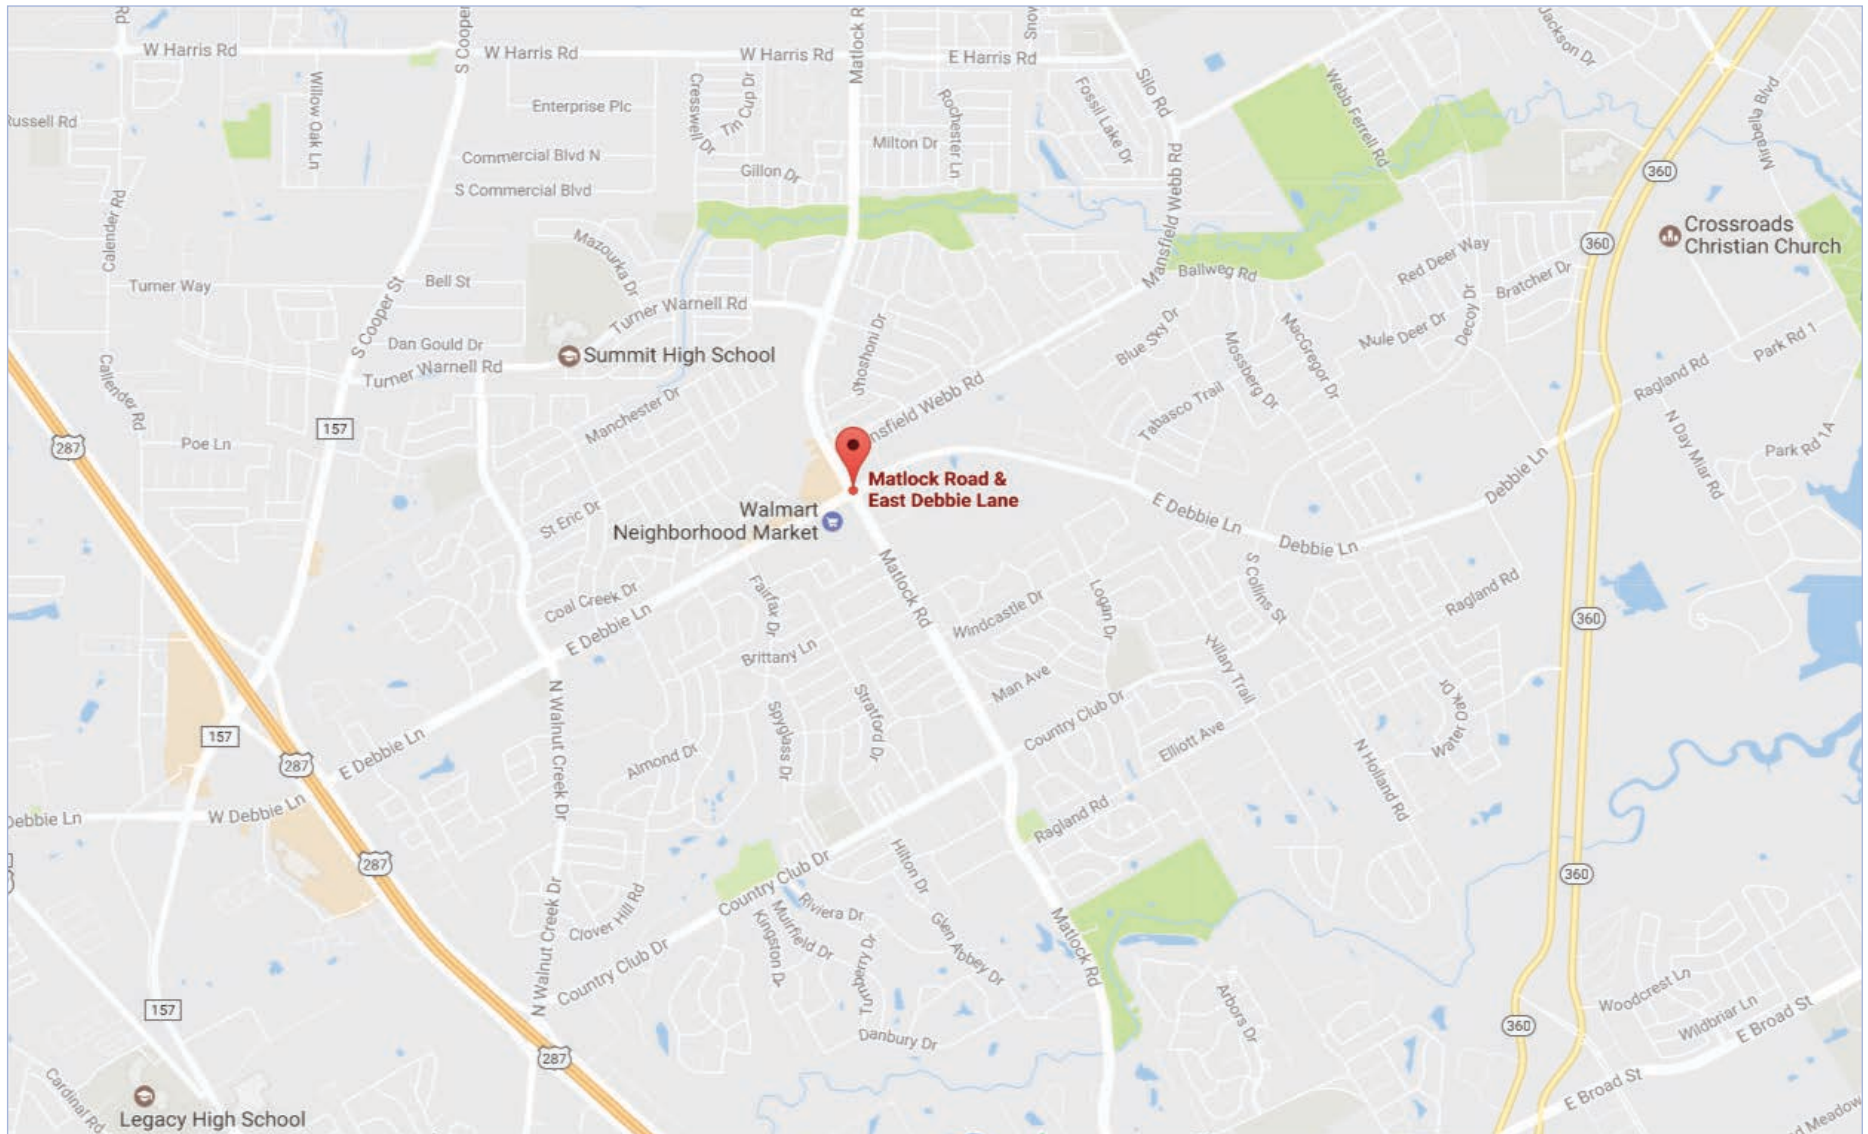 Rd
W Harris Rd
S Cooper
W Harris Rd
W Harris Rd
Matlock R
E Harris Rd
Snow
Silo Rd
Jackson Dr
Russell Rd
Willow Oak Ln
Enterprise Plc
Cresswell Dr
Tin Cup Dr
Rochester Ln
Fossil Lake Dr
Webb Ferrell Rd
Mirabella Blvd
Commercial Blvd N
Milton Dr
S Commercial Blvd
Gillon Dr
360
Calender Rd
Mansfield Webb Rd
Crossroads
Christian Church
360
Mazourka Dr
Turner Way
Bell St
Ballweg Rd
Red Deer Way
Bratcher Dr
Turner Warnell Rd
S Cooper St
Dan Gould Dr
Turner Warnell Rd
Summit High School
Shoshoni Dr
Blue Sky Dr
Mossberg Dr
MacGregor Dr
Mule Deer Dr
Decoy Dr
Park Rd 1
Callender Rd
Manchester Dr
nsfield Webb Rd
Tabasco Trail
Ragland Rd
157
287
Poe Ln
N Day Miar Rd
Park Rd 1A
Matlock Road &
East Debbie Lane
Debbie Ln
St Eric Dr
Walmart
Neighborhood Market
E Debbie Ln
Debbie Ln
Matlock Rd
Coal Creek Dr
E Debbie Ln
Fairfax Dr
Windcastle Dr
Logan Dr
S Collins St
Ragland Rd
360
Brittany Ln
Man Ave
Hillary Trail
N Walnut Creek Dr
Spyglass Dr
Stratford Dr
Country Club Dr
Elliott Ave
Water Oak Dr
157
287
E Debbie Ln
Almond Dr
N Holland Rd
Debbie Ln
W Debbie Ln
Ragland Rd
287
Country Club Dr
Hilton Dr
360
N Walnut Creek Dr
Clover Hill Rd
Riviera Dr
Muirfield Dr
Kingston Dr
Glen Abbey Dr
Matlock Rd
Country Club Dr
Turnberry Dr
Arbors Dr
Woodcrest Ln
Wildbriar Ln
E Broad St
157
360
Danbury Dr
287
E Broad St
Cardinal Rd
Legacy High School
d Meadow